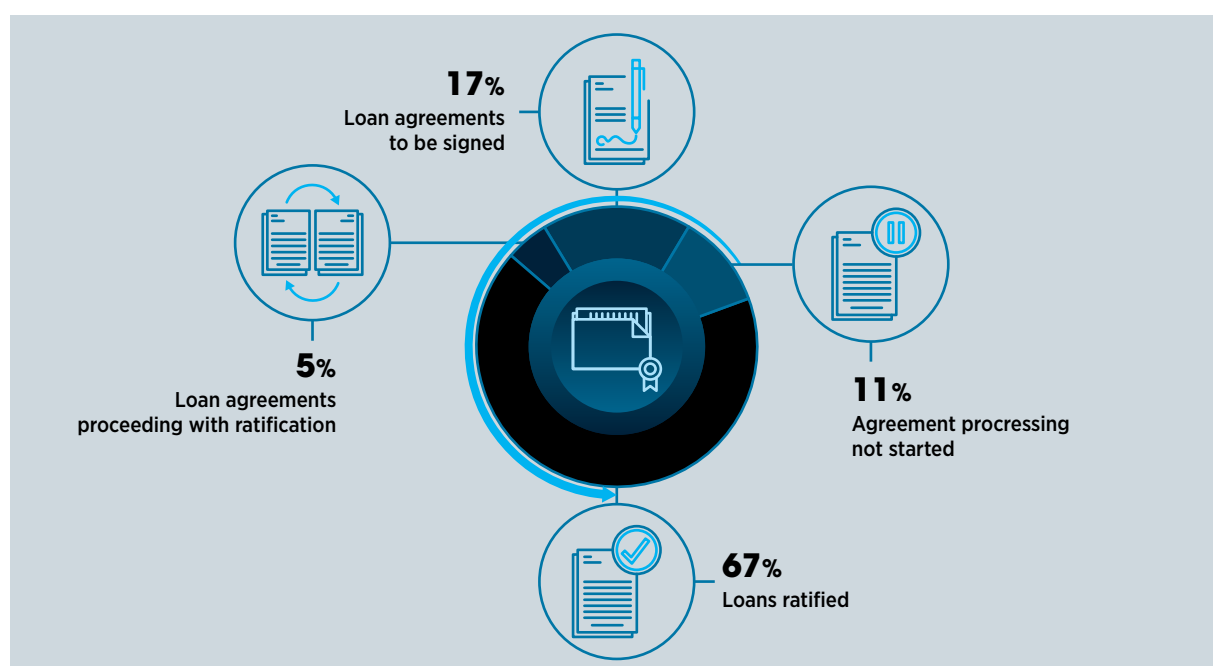 17%
Loan agreements
to be signed
5%
Loan agreements
proceeding with ratification
11%
Agreement procressing
not started
67%
Loans ratified